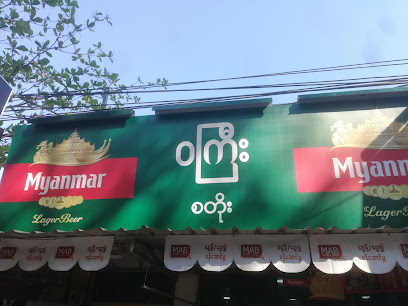 Myanmar
Lager Beer
ဝကြီး
စတိုး
Myanmar
Lager Beer
MAB
MAB
MAB
MAB